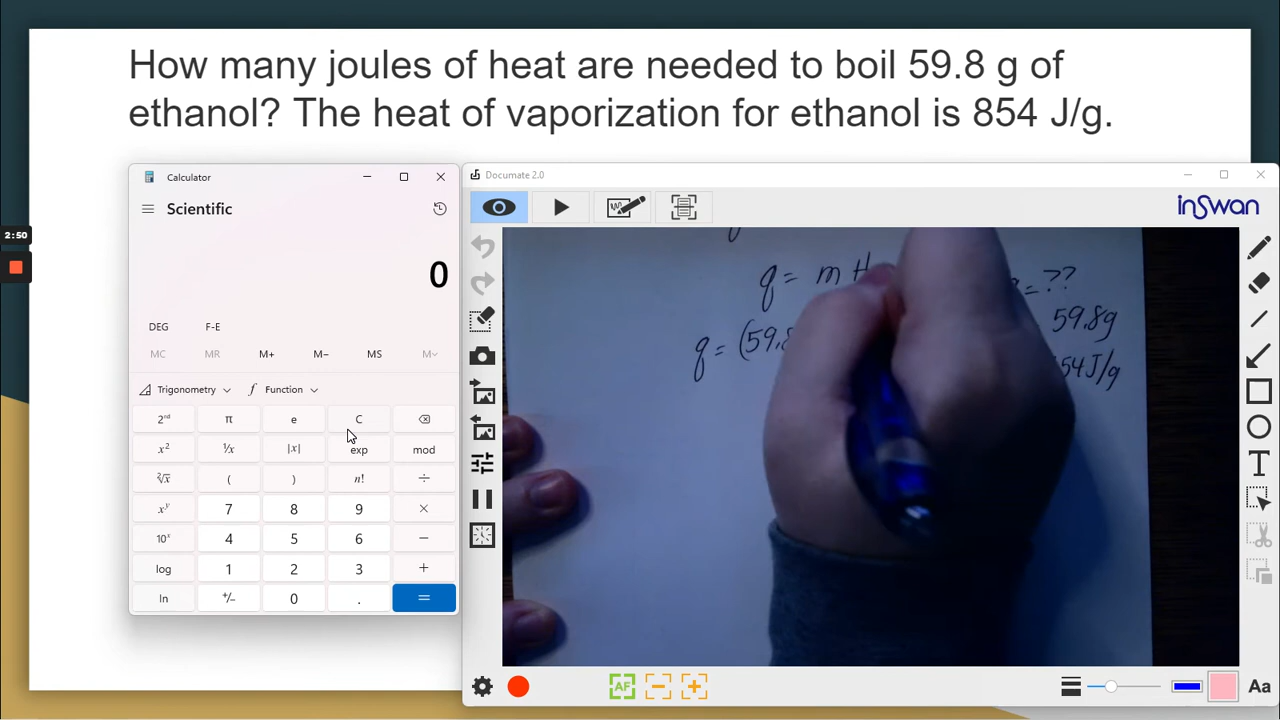 How many joules of heat are needed to boil 59.8 g of
ethanol? The heat of vaporization for ethanol is 854 J/g.
2:50
Calculator
Scientific
0
DEG F-E
MC MR M+ M− MS M˅
Trigonometry Function
2ⁿᵈ π e C
x² ¹/x |x| exp mod
²√x ( ) n! ÷
xʸ 7 8 9 ×
10ˣ 4 5 6 −
log 1 2 3 +
ln +/− 0 . =
Documate 2.0
inSwan
q = m H
= ??
59.8g
q = (59.8
54 J/g
AF
T
Aa